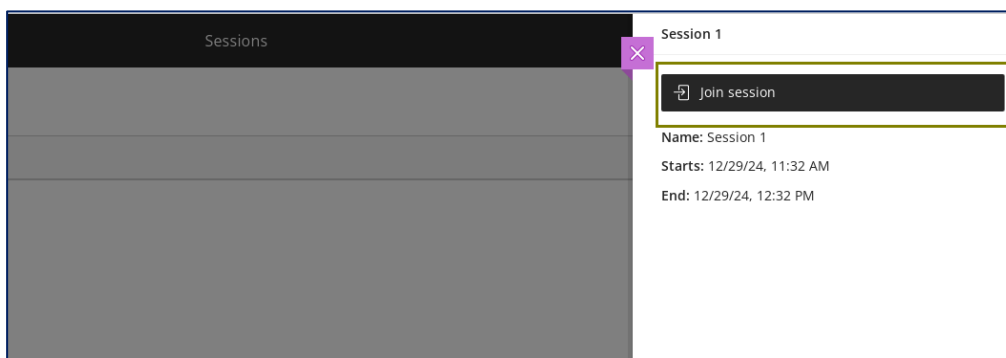 Sessions
Session 1
Join session
Name: Session 1
Starts: 12/29/24, 11:32 AM
End: 12/29/24, 12:32 PM